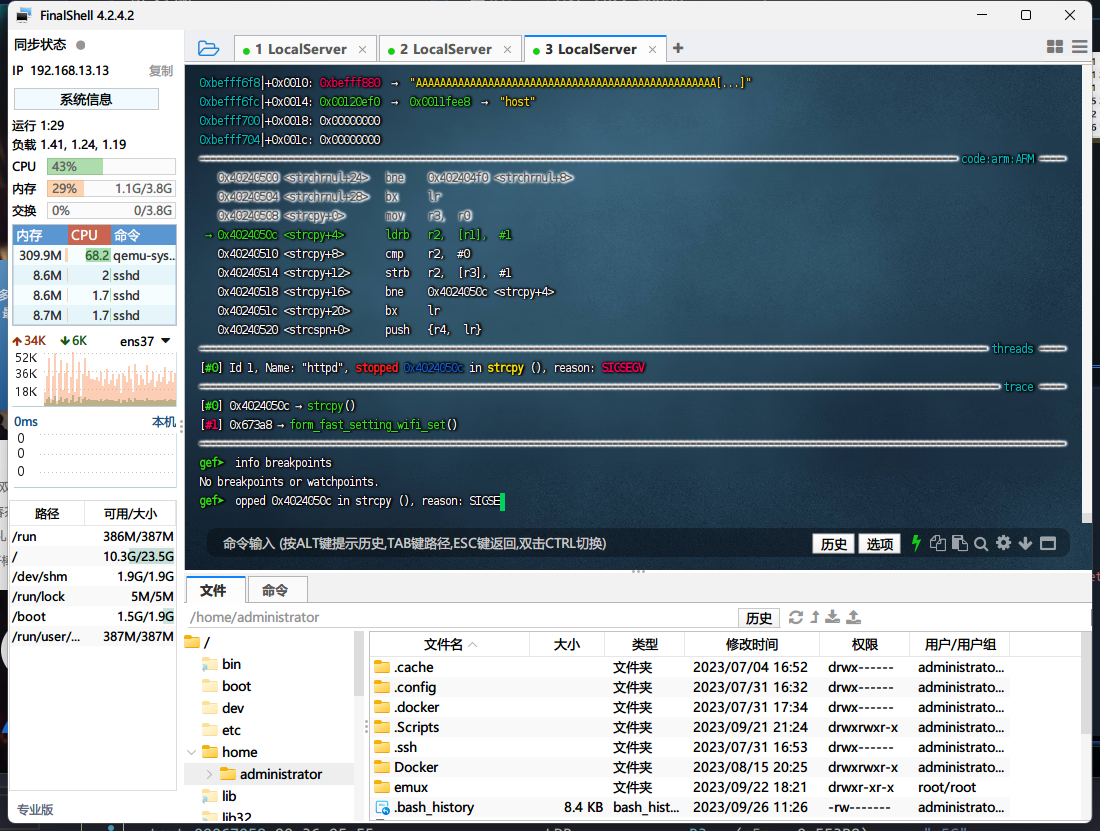 FinalShell 4.2.4.2
同步状态
IP 192.168.13.13 复制
系统信息
运行 1:29
负载 1.41, 1.24, 1.19
CPU 43%
内存 29% 1.1G/3.8G
交换 0% 0/3.8G
内存 CPU 命令
309.9M 68.2 qemu-sys..
8.6M 2 sshd
8.6M 1.7 sshd
8.7M 1.7 sshd
34K 6K ens37
52K
36K
18K
0ms 本机
0
0
0
路径 可用/大小
/run 386M/387M
/ 10.3G/23.5G
/dev/shm 1.9G/1.9G
/run/lock 5M/5M
/boot 1.5G/1.9G
/run/user/... 387M/387M
专业版
1 LocalServer × 2 LocalServer × 3 LocalServer × +
0xbefff6f8|+0x0010: 0xbefff880 → "AAAAAAAAAAAAAAAAAAAAAAAAAAAAAAAAAAAAAAAAAAAAAAAAAA[...]"
0xbefff6fc|+0x0014: 0x00120ef0 → 0x0011fee8 → "host"
0xbefff700|+0x0018: 0x00000000
0xbefff704|+0x001c: 0x00000000
code:arm:ARM
0x40240500 <strchrnul+24> bne 0x402404f0 <strchrnul+8>
0x40240504 <strchrnul+28> bx lr
0x40240508 <strcpy+0> mov r3, r0
→ 0x4024050c <strcpy+4> ldrb r2, [r1], #1
0x40240510 <strcpy+8> cmp r2, #0
0x40240514 <strcpy+12> strb r2, [r3], #1
0x40240518 <strcpy+16> bne 0x4024050c <strcpy+4>
0x4024051c <strcpy+20> bx lr
0x40240520 <strcspn+0> push {r4, lr}
threads
[#0] Id 1, Name: "httpd", stopped 0x4024050c in strcpy (), reason: SIGSEGV
trace
[#0] 0x4024050c → strcpy()
[#1] 0x673a8 → form_fast_setting_wifi_set()
gef➤ info breakpoints
No breakpoints or watchpoints.
gef➤ opped 0x4024050c in strcpy (), reason: SIGSE
命令输入 (按ALT键提示历史,TAB键路径,ESC键返回,双击CTRL切换) 历史 选项
文件 命令
/home/administrator 历史
/
bin
boot
dev
etc
home
administrator
lib
lib32
文件名 大小 类型 修改时间 权限 用户/用户组
.cache 文件夹 2023/07/04 16:52 drwx------ administrato...
.config 文件夹 2023/07/31 16:32 drwx------ administrato...
.docker 文件夹 2023/07/31 17:34 drwx------ administrato...
.Scripts 文件夹 2023/09/21 21:24 drwxrwxr-x administrato...
.ssh 文件夹 2023/07/31 16:53 drwx------ administrato...
Docker 文件夹 2023/08/15 20:25 drwxrwxr-x administrato...
emux 文件夹 2023/09/22 18:21 drwxr-xr-x root/root
.bash_history 8.4 KB bash_hist... 2023/09/26 11:26 -rw------- administrato...